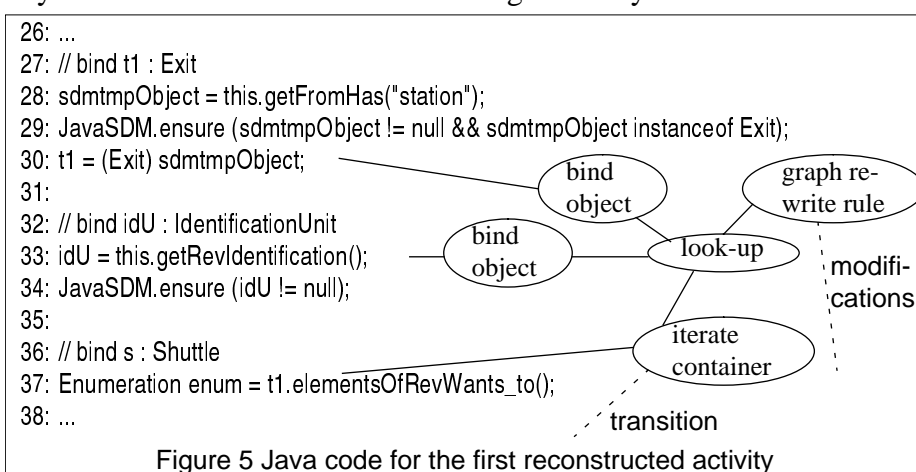 26: ...
27: // bind t1 : Exit
28: sdmtmpObject = this.getFromHas("station");
29: JavaSDM.ensure (sdmtmpObject != null && sdmtmpObject instanceof Exit);
30: t1 = (Exit) sdmtmpObject;
31:
32: // bind idU : IdentificationUnit
33: idU = this.getRevIdentification();
34: JavaSDM.ensure (idU != null);
35:
36: // bind s : Shuttle
37: Enumeration enum = t1.elementsOfRevWants_to();
38: ...
bind
object
graph re-
write rule
bind
object
look-up
modifi-
cations
iterate
container
transition
Figure 5 Java code for the first reconstructed activity